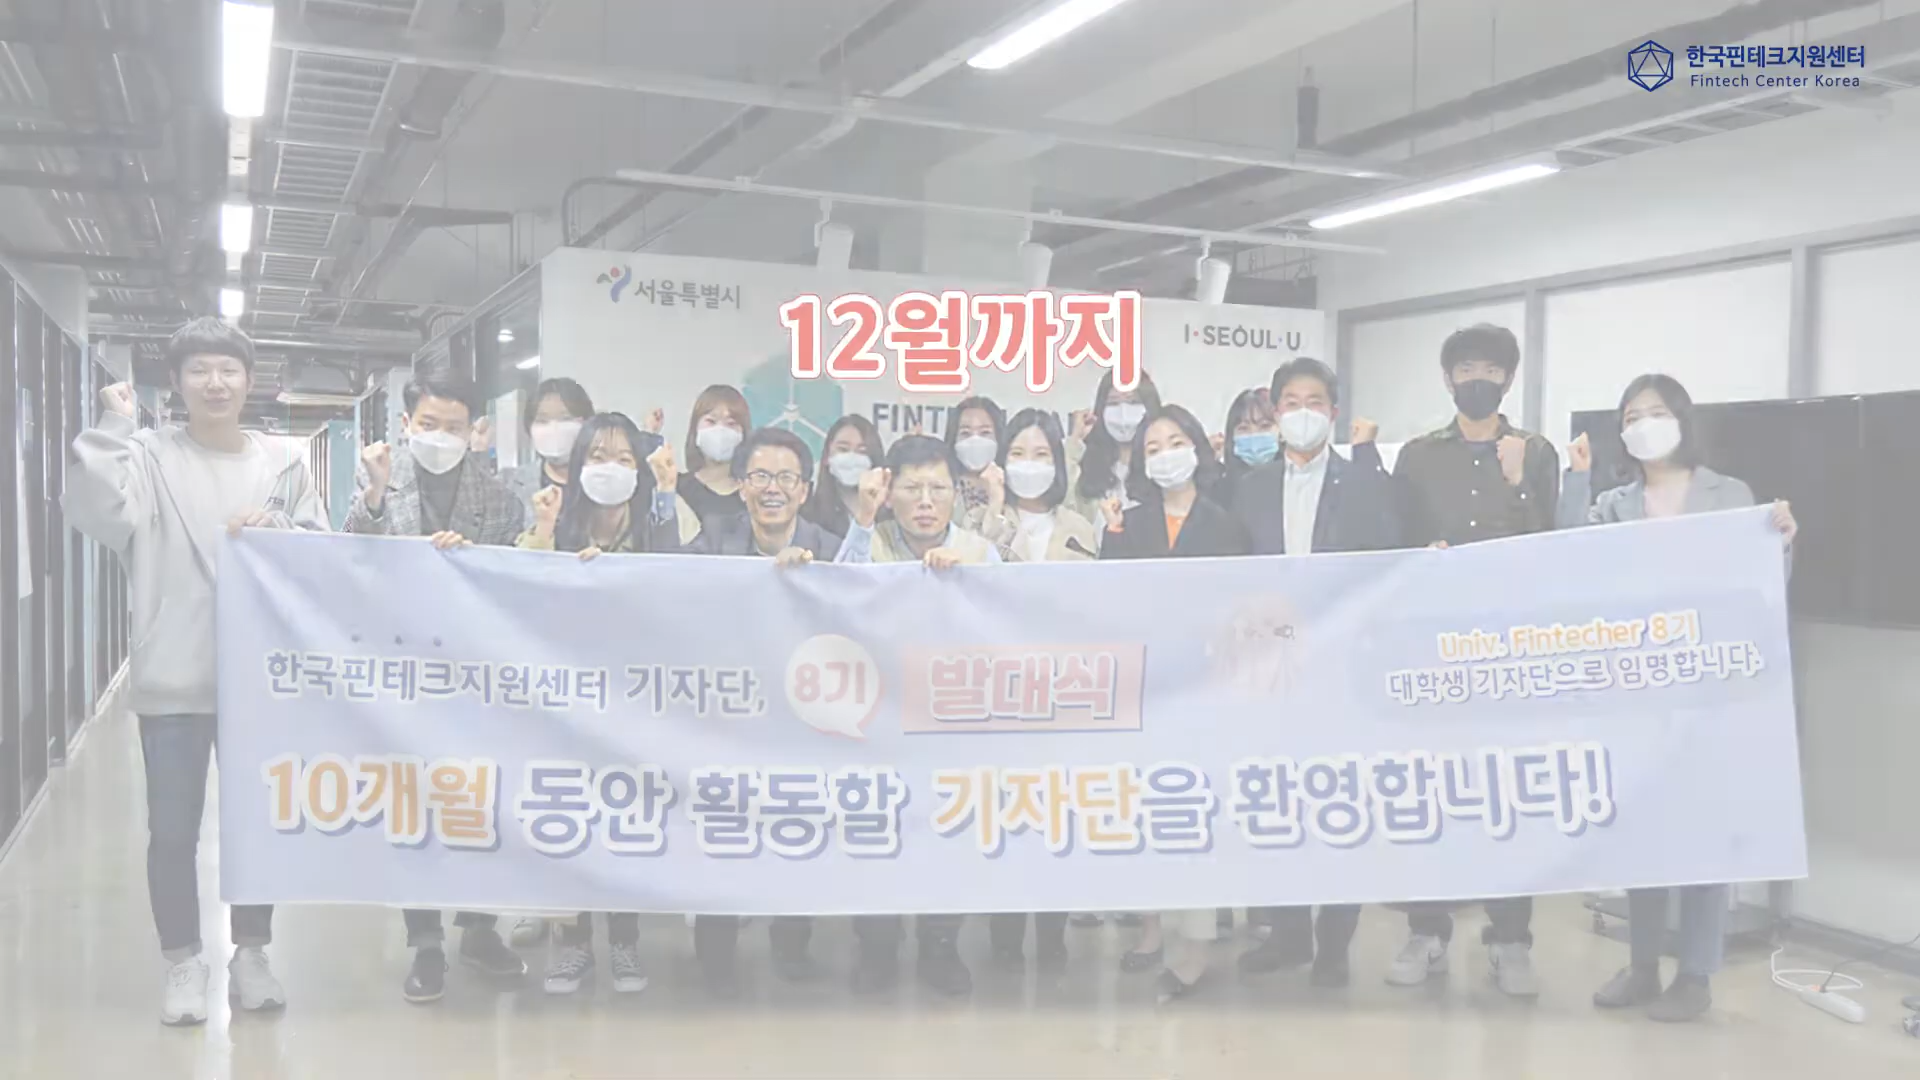 한국핀테크지원센터
Fintech Center Korea
서울특별시
12월까지
I·SEOUL·U
한국핀테크지원센터 기자단, 8기 발대식
Univ. Fintecher 8기
대학생 기자단으로 임명합니다.
10개월 동안 활동할 기자단을 환영합니다!